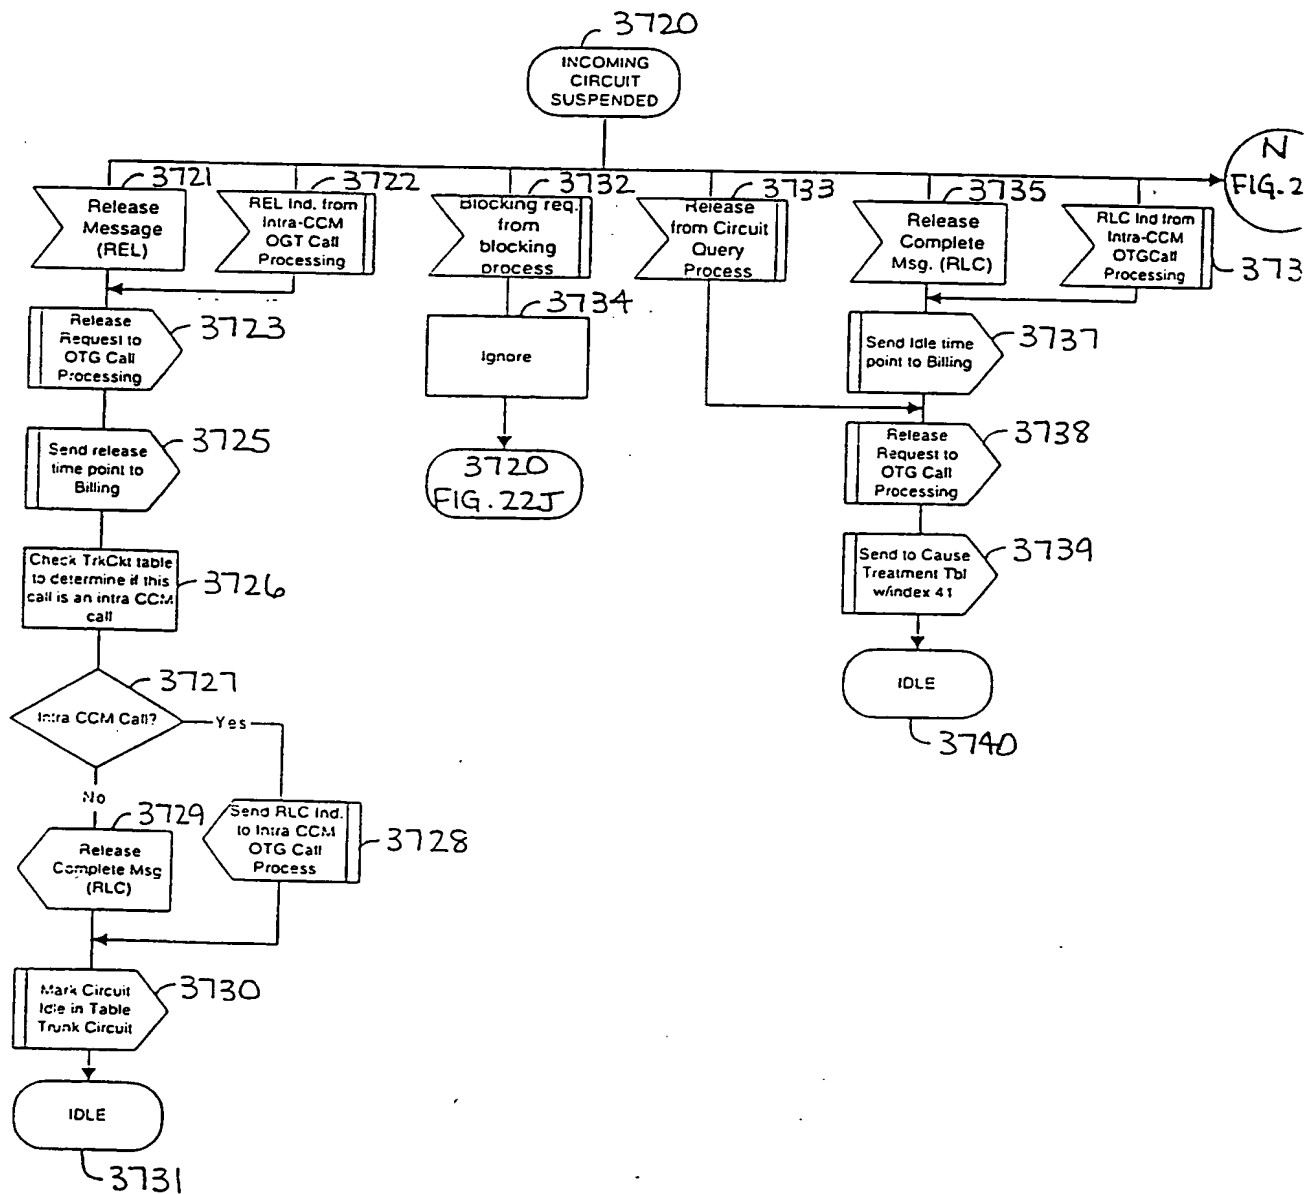 3720
INCOMING
CIRCUIT
SUSPENDED
N
FIG. 2
3721
Release
Message
(REL)
3722
REL Ind. from
Intra-CCM
OGT Call
Processing
3732
Blocking req.
from
blocking
process
3733
Release
from Circuit
Query
Process
3735
Release
Complete
Msg. (RLC)
RLC Ind from
Intra-CCM
OTGCall
Processing
373
3723
Release
Request to
OTG Call
Processing
3734
Ignore
3737
Send Idle time
point to Billing
3725
Send release
time point to
Billing
3720
FIG. 22J
3738
Release
Request to
OTG Call
Processing
3726
Check TrkCkt table
to determine if this
call is an intra CCM
call
3739
Send to Cause
Treatment Tbl
w/index 41
3727
Intra CCM Call?
Yes
No
IDLE
3740
3729
Release
Complete Msg
(RLC)
Send RLC Ind.
to Intra CCM
OTG Call
Process
3728
3730
Mark Circuit
Idle in Table
Trunk Circuit
IDLE
3731